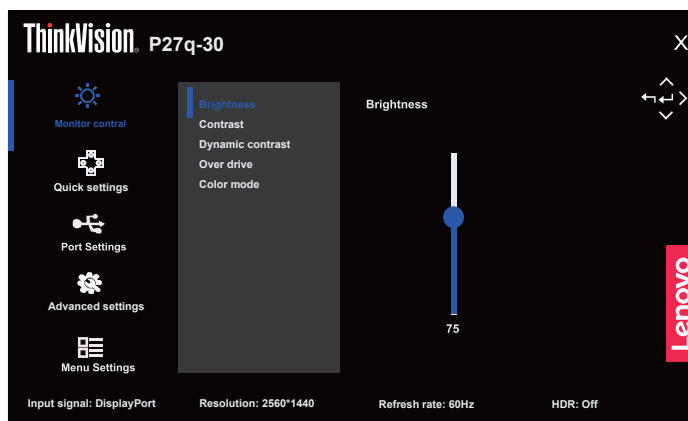 ThinkVision® P27q-30
X
Monitor contral
Quick settings
Port Settings
Advanced settings
Menu Settings
Brightness
Contrast
Dynamic contrast
Over drive
Color mode
Brightness
75
Lenovo
Input signal: DisplayPort
Resolution: 2560*1440
Refresh rate: 60Hz
HDR: Off